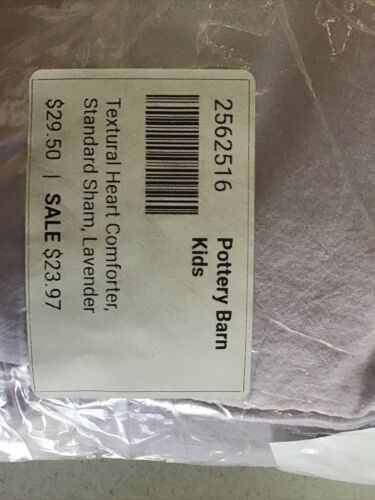 2562516
Pottery Barn
Kids
Textural Heart Comforter,
Standard Sham, Lavender
$29.50 | SALE $23.97